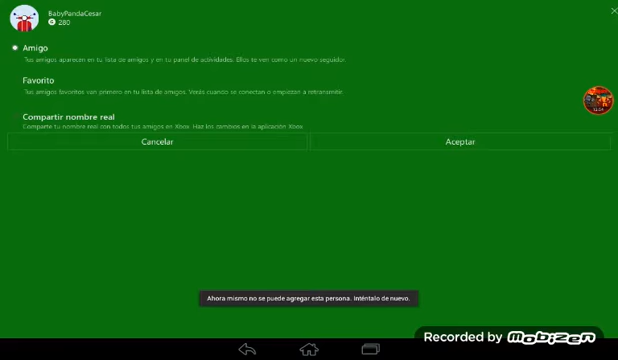 BabyPandaCesar
G 280
Amigo
Tus amigos aparecen en tu lista de amigos y en tu panel de actividades. Ellos te ven como un nuevo seguidor.
Favorito
Tus amigos favoritos van primero en tu lista de amigos. Verás cuando se conectan o empiezan a retransmitir.
Compartir nombre real
Comparte tu nombre real con todos tus amigos en Xbox. Haz los cambios en la aplicación Xbox.
Cancelar
Aceptar
Ahora mismo no se puede agregar esta persona. Inténtalo de nuevo.
Recorded by Mobizen